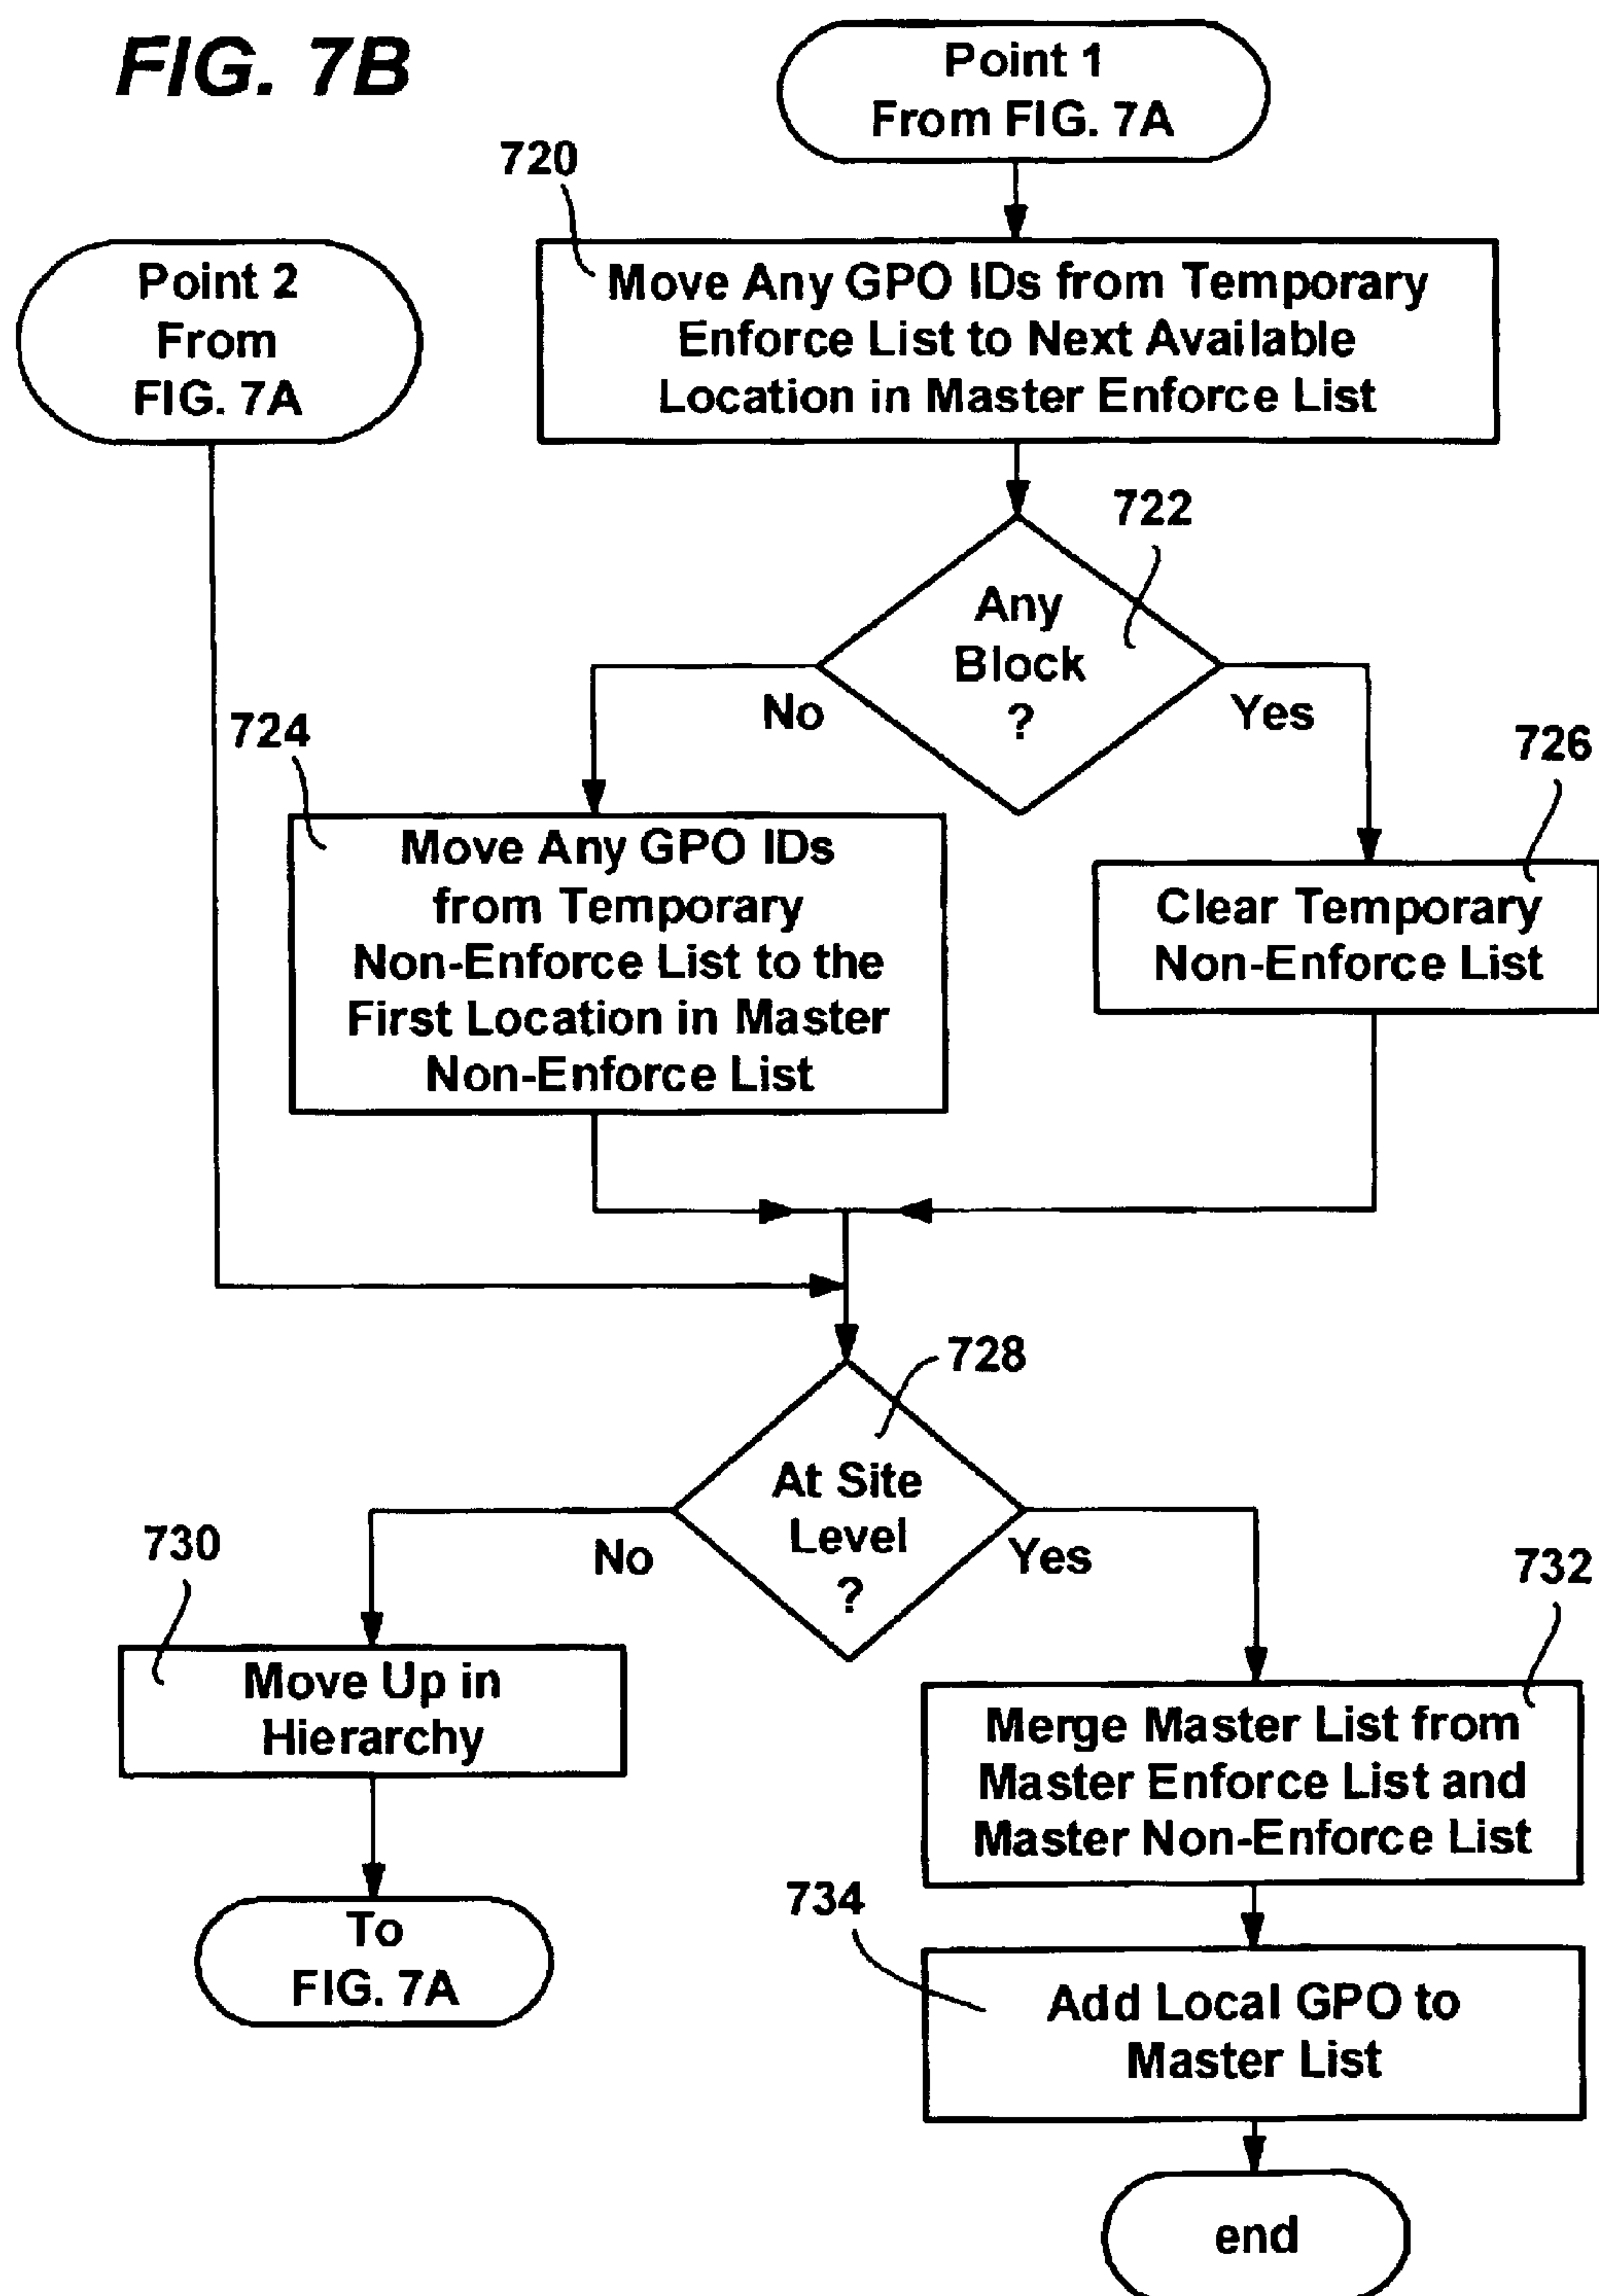 FIG. 7B
Point 1
From FIG. 7A
720
Point 2
From
FIG. 7A
Move Any GPO IDs from Temporary
Enforce List to Next Available
Location in Master Enforce List
722
Any
Block
?
No
Yes
724
726
Move Any GPO IDs
from Temporary
Non-Enforce List to the
First Location in Master
Non-Enforce List
Clear Temporary
Non-Enforce List
728
At Site
Level
?
No
Yes
730
732
Move Up in
Hierarchy
Merge Master List from
Master Enforce List and
Master Non-Enforce List
734
To
FIG. 7A
Add Local GPO to
Master List
end